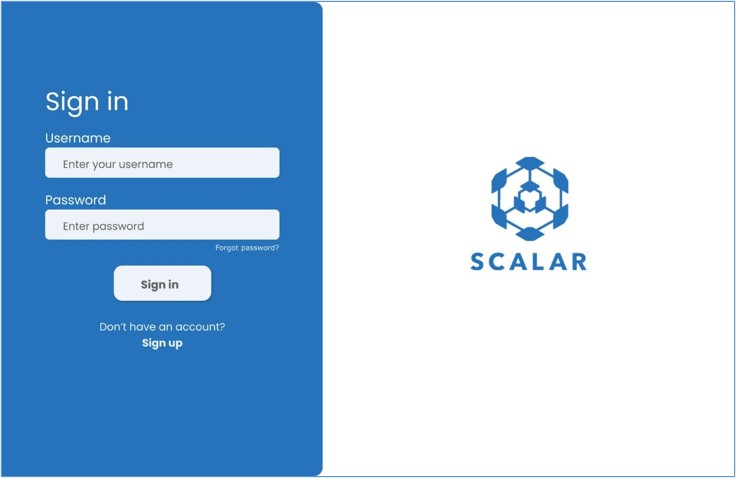 Sign in
Username
Enter your username
Password
Enter password
Forgot password?
Sign in
Don't have an account?
Sign up
SCALAR